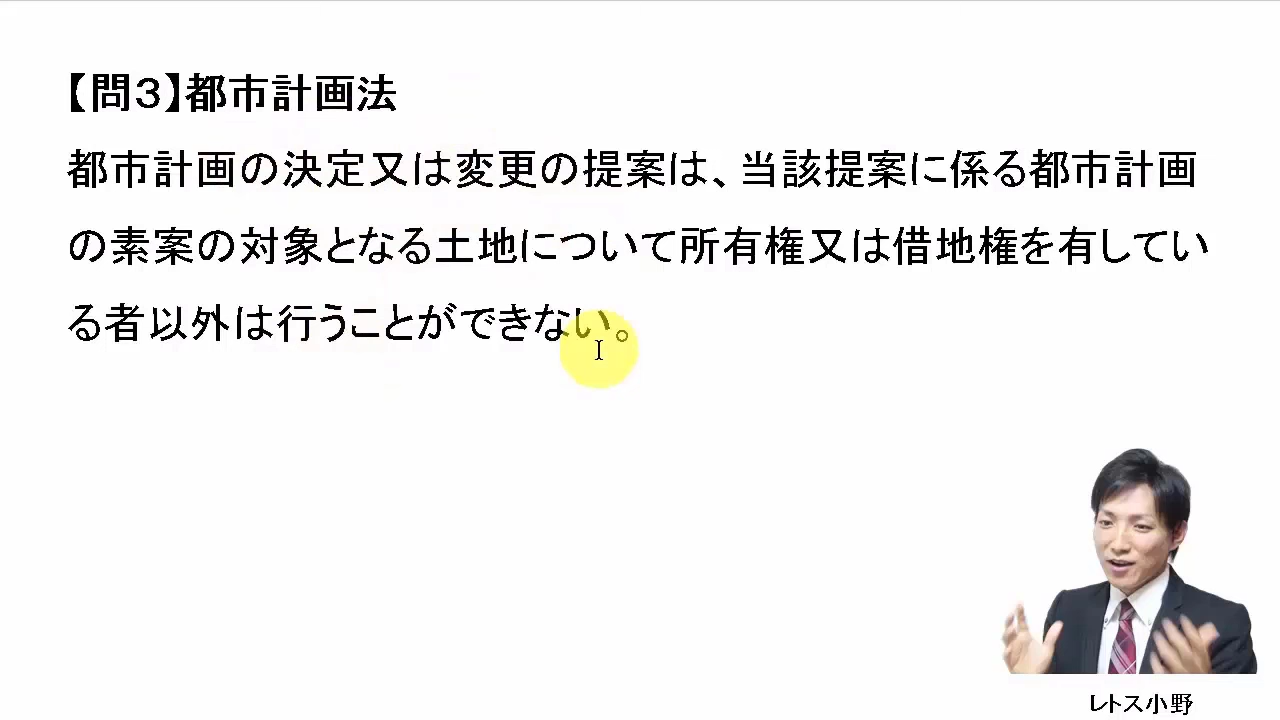 【問3】都市計画法
都市計画の決定又は変更の提案は、当該提案に係る都市計画
の素案の対象となる土地について所有権又は借地権を有してい
る者以外は行うことができない。
レトス小野